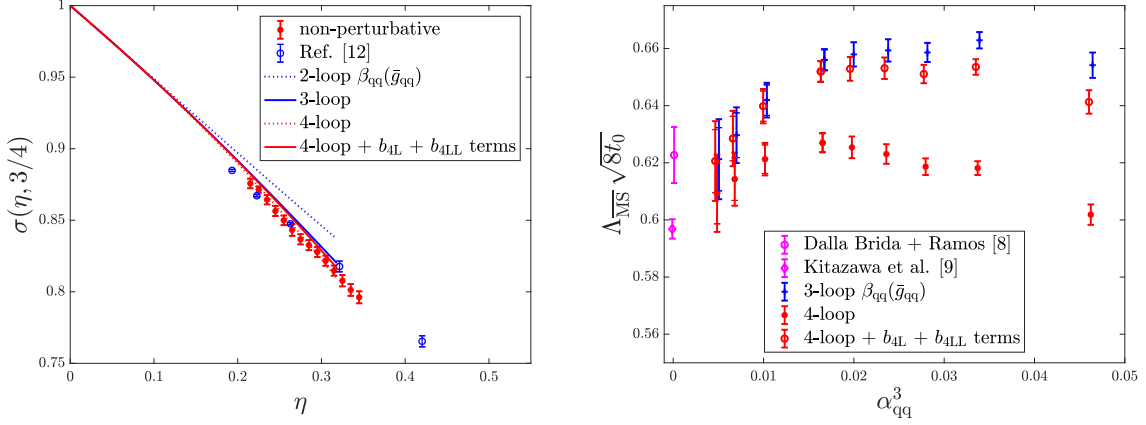 1
0.95
0.9
0.85
0.8
0.75
0
0.1
0.2
0.3
0.4
0.5
η
σ(η, 3/4)
non-perturbative
Ref. [12]
2-loop β_qq(ḡ_qq)
3-loop
4-loop
4-loop + b_4L + b_4LL terms
0.66
0.64
0.62
0.6
0.58
0.56
0
0.01
0.02
0.03
0.04
0.05
α³_qq
Λ_M̅S̅ √8t₀
Dalla Brida + Ramos [8]
Kitazawa et al. [9]
3-loop β_qq(ḡ_qq)
4-loop
4-loop + b_4L + b_4LL terms